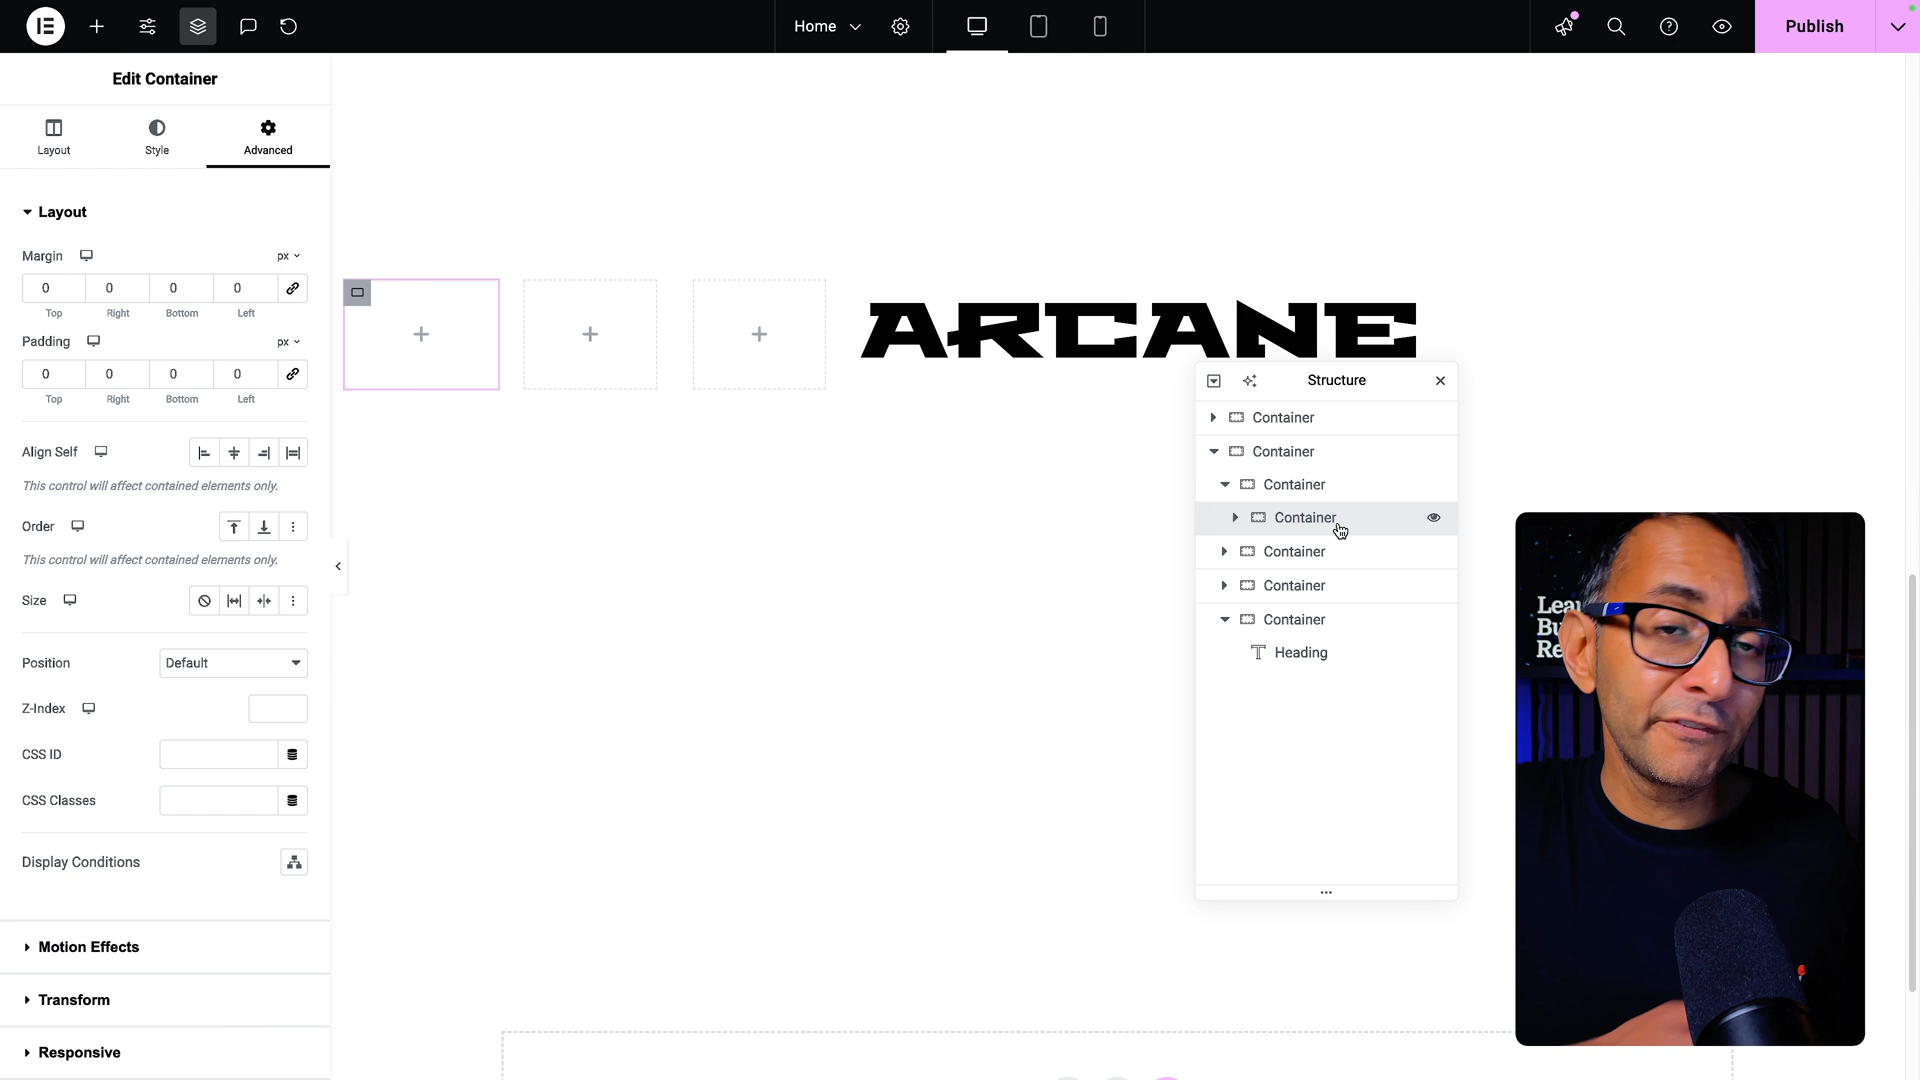 Home
Publish
Edit Container
Layout
Style
Advanced
Layout
Margin
px
0
0
0
0
Top
Right
Bottom
Left
Padding
px
0
0
0
0
Top
Right
Bottom
Left
Align Self
This control will affect contained elements only.
Order
This control will affect contained elements only.
Size
Position
Default
Z-Index
CSS ID
CSS Classes
Display Conditions
Motion Effects
Transform
Responsive
ARCANE
Structure
Container
Container
Container
Container
Container
Container
Container
Heading